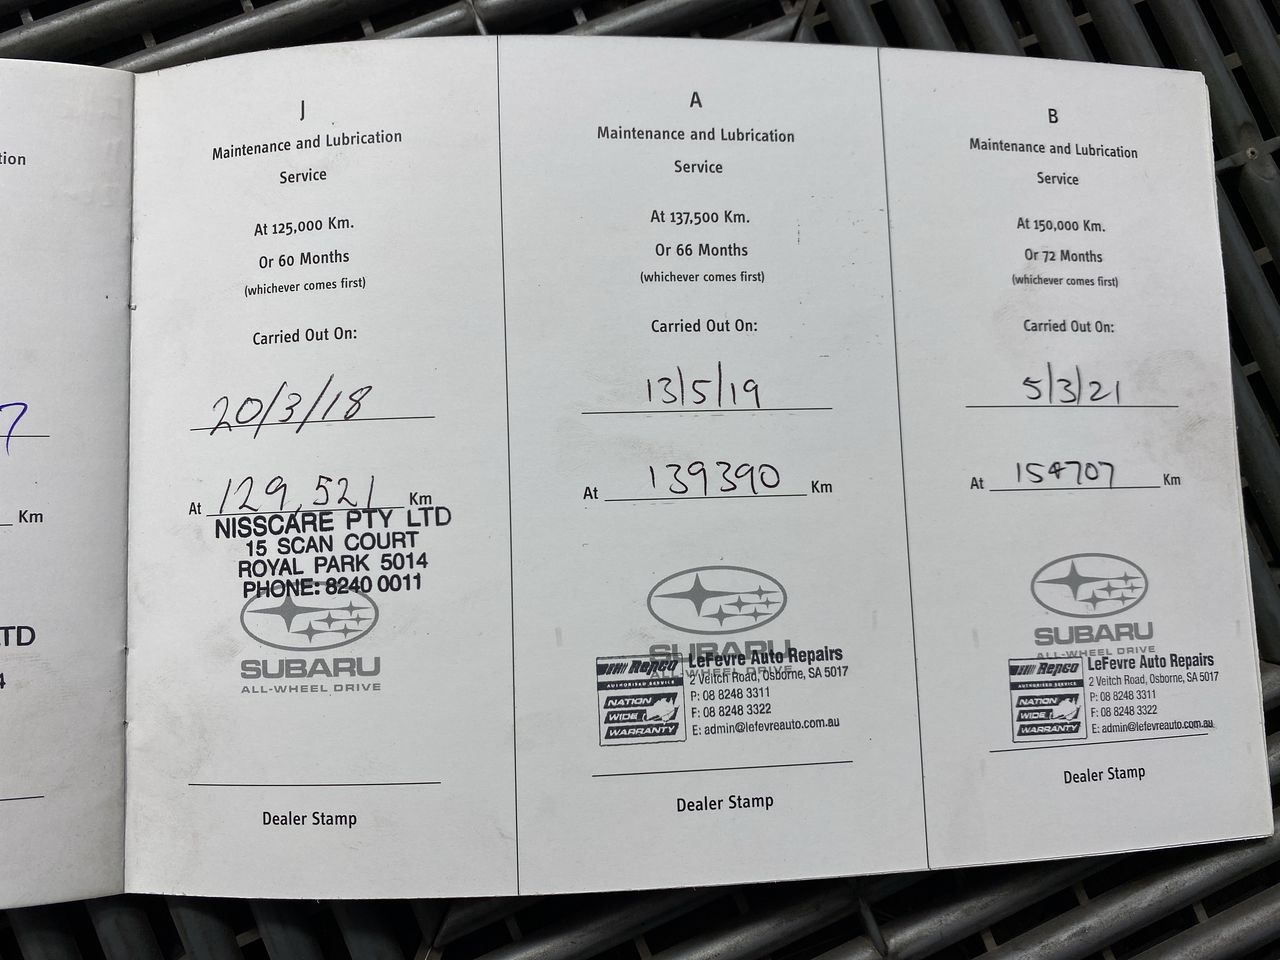 tion
7
Km
TD
4
J
Maintenance and Lubrication
Service
At 125,000 Km.
Or 60 Months
(whichever comes first)
Carried Out On:
20/3/18
At 129,521 Km
NISSCARE PTY LTD
15 SCAN COURT
ROYAL PARK 5014
PHONE: 8240 0011
SUBARU
ALL-WHEEL DRIVE
Dealer Stamp
A
Maintenance and Lubrication
Service
At 137,500 Km.
Or 66 Months
(whichever comes first)
Carried Out On:
13/5/19
At 139390 Km
SUBARU
ALL-WHEEL DRIVE
Repco
AUTHORISED SERVICE
NATION
WIDE
WARRANTY
LeFevre Auto Repairs
2 Veitch Road, Osborne, SA 5017
P: 08 8248 3311
F: 08 8248 3322
E: admin@lefevreauto.com.au
Dealer Stamp
B
Maintenance and Lubrication
Service
At 150,000 Km.
Or 72 Months
(whichever comes first)
Carried Out On:
5/3/21
At 154707 Km
SUBARU
ALL-WHEEL DRIVE
Repco
AUTHORISED SERVICE
NATION
WIDE
WARRANTY
LeFevre Auto Repairs
2 Veitch Road, Osborne, SA 5017
P: 08 8248 3311
F: 08 8248 3322
E: admin@lefevreauto.com.au
Dealer Stamp